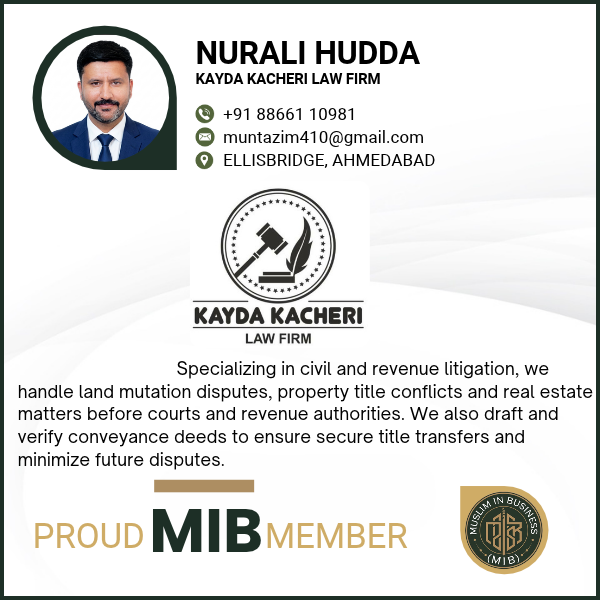 NURALI HUDDA
KAYDA KACHERI LAW FIRM
+91 88661 10981
muntazim410@gmail.com
ELLISBRIDGE, AHMEDABAD
KAYDA KACHERI
LAW FIRM
Specializing in civil and revenue litigation, we
handle land mutation disputes, property title conflicts and real estate
matters before courts and revenue authorities. We also draft and
verify conveyance deeds to ensure secure title transfers and
minimize future disputes.
PROUD MIB MEMBER
MUSLIM IN BUSINESS
(MIB)